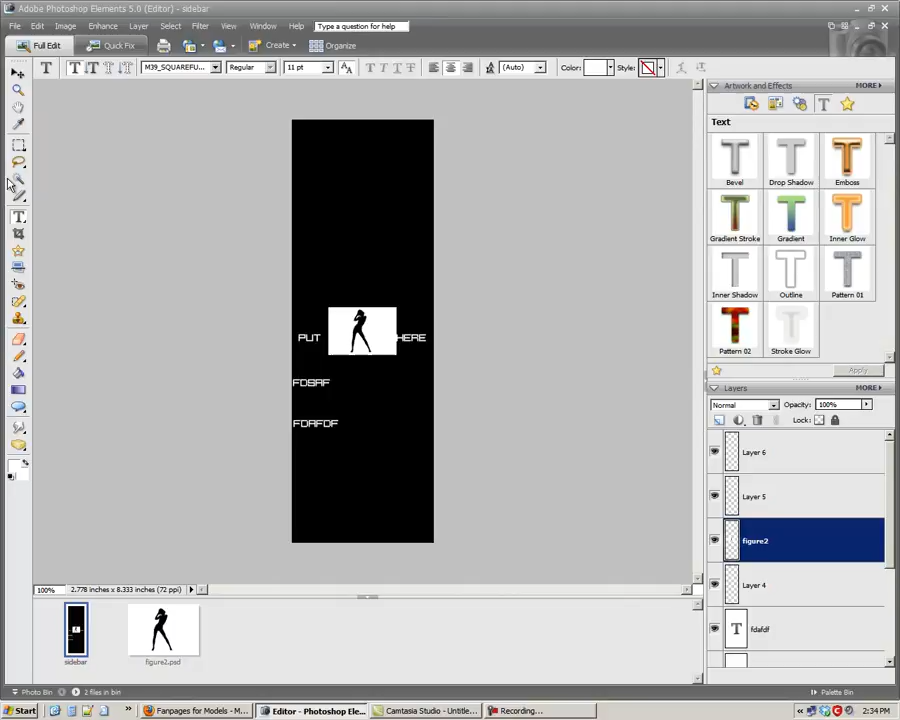 Adobe Photoshop Elements 5.0 (Editor) - sidebar
File Edit Image Enhance Layer Select Filter View Window Help Type a question for help
Full Edit Quick Fix Create Organize
T T T T T M39_SQUAREFU... Regular 11 pt T T T T (Auto) Color: Style:
Artwork and Effects MORE
Text
Bevel Drop Shadow Emboss
Gradient Stroke Gradient Inner Glow
Inner Shadow Outline Pattern 01
Pattern 02 Stroke Glow
Apply
PUT HERE
FDSAF
FDAFDF
Layers MORE
Normal Opacity: 100%
Lock:
Layer 6
Layer 5
figure2
Layer 4
T fdafdf
100% 2.778 inches x 8.333 inches (72 ppi)
sidebar figure2.psd
Photo Bin 2 files in bin Palette Bin
Start Fanpages for Models - M... Editor - Photoshop Ele... Camtasia Studio - Untitle... Recording... 2:34 PM